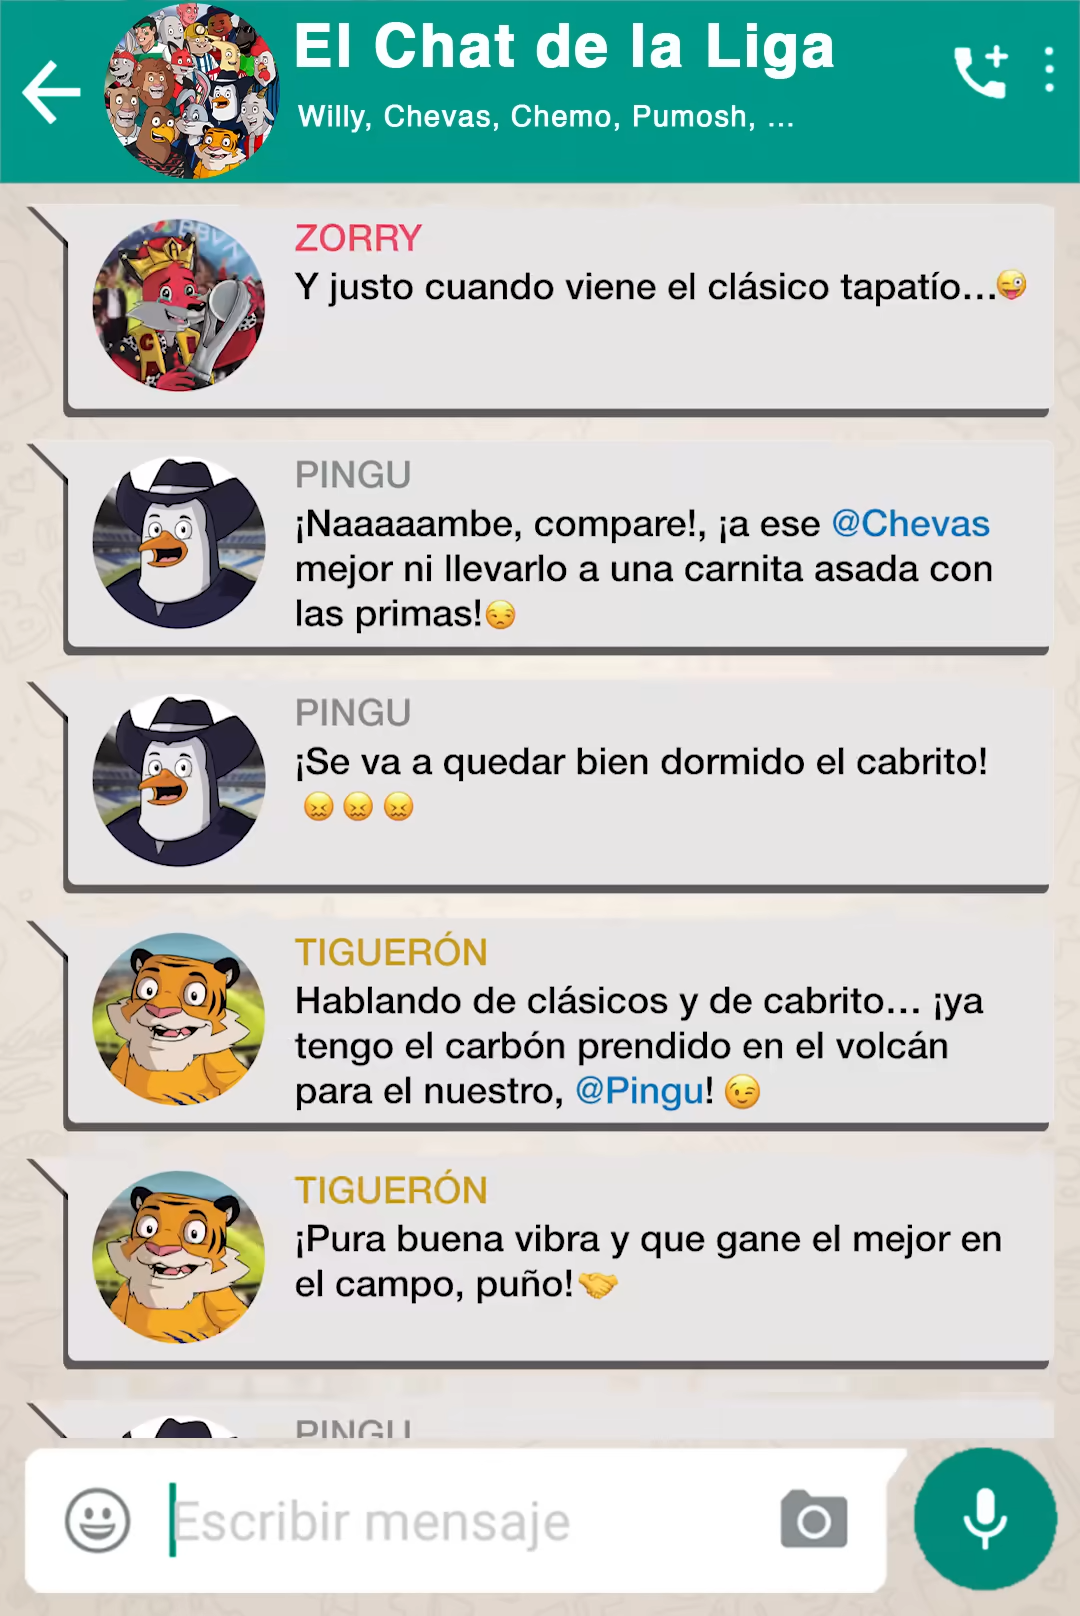 El Chat de la Liga
Willy, Chevas, Chemo, Pumosh, ...
ZORRY
Y justo cuando viene el clásico tapatío...😜
PINGU
¡Naaaaambe, compare!, ¡a ese @Chevas
mejor ni llevarlo a una carnita asada con
las primas!😒
PINGU
¡Se va a quedar bien dormido el cabrito!
😖😖😖
TIGUERÓN
Hablando de clásicos y de cabrito... ¡ya
tengo el carbón prendido en el volcán
para el nuestro, @Pingu! 😉
TIGUERÓN
¡Pura buena vibra y que gane el mejor en
el campo, puño!🤝
PINGU
Escribir mensaje